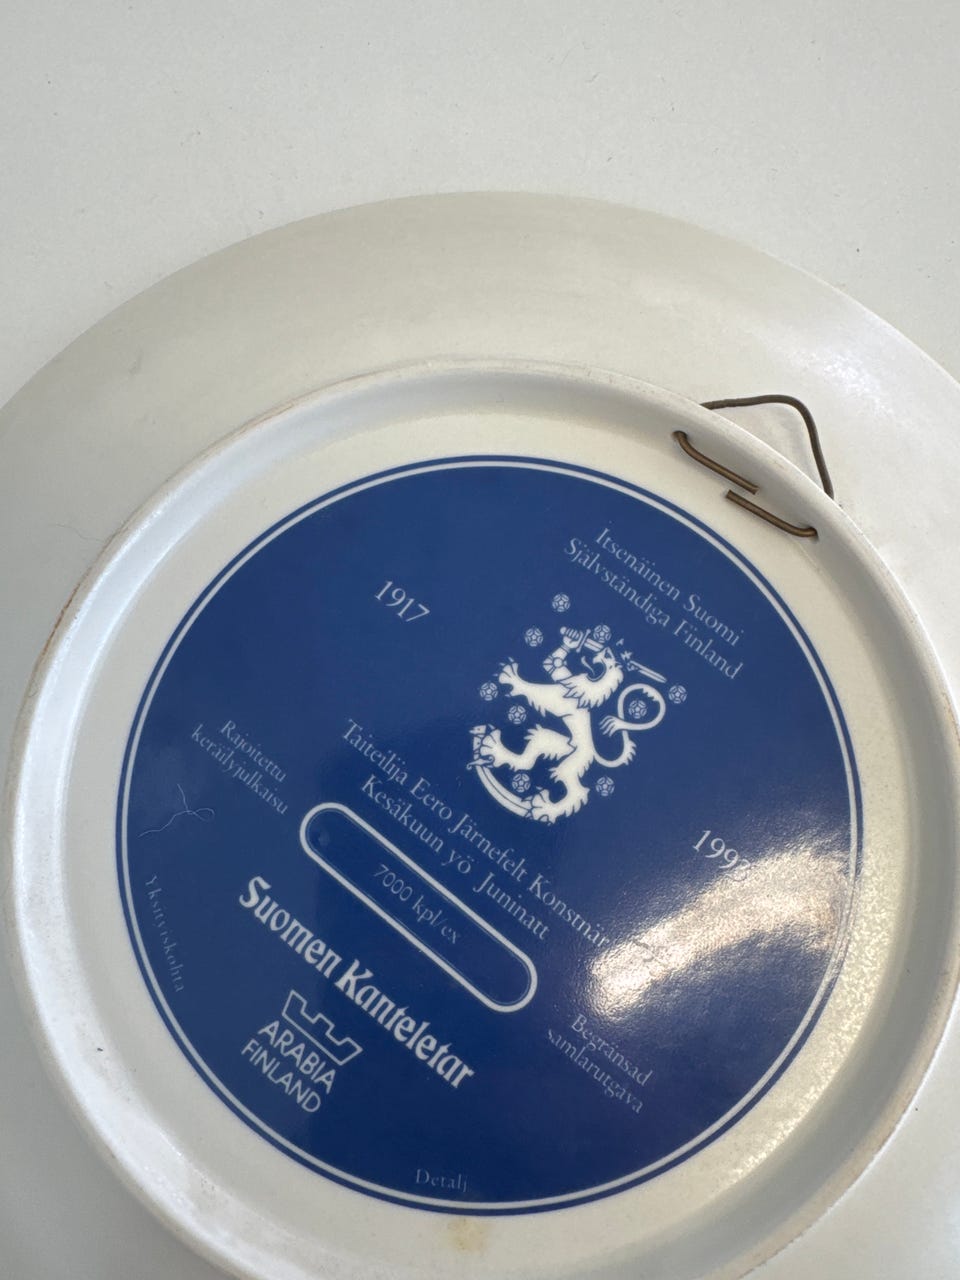 Itsenäinen Suomi
Självständiga Finland
1917
Taiteilija Eero Järnefelt Konstnär
Kesäkuun yö Juninatt
Rajoitettu
keräilyjulkaisu
7000 kpl/ex
Begränsad
samlarutgåva
Suomen Kanteletar
ARABIA
FINLAND
Yksityiskohta
Detalj